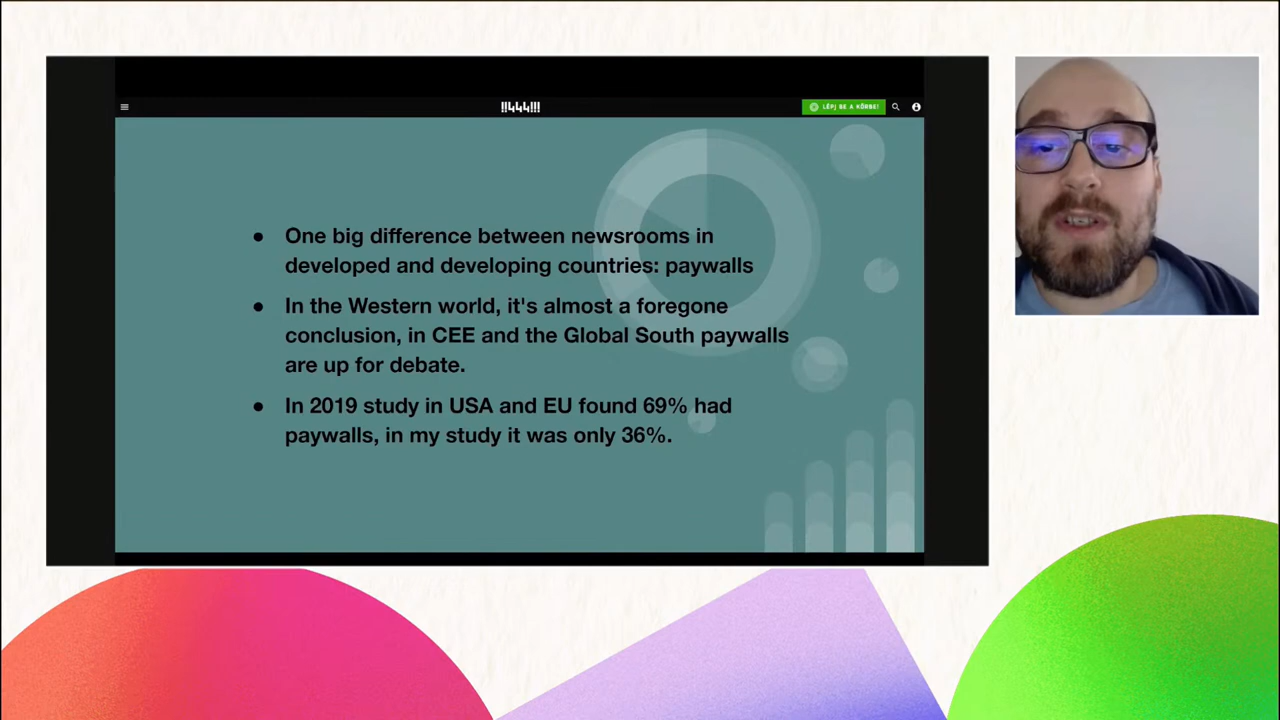 !!444!!!
LÉPJ BE A KÖRBE!
● One big difference between newsrooms in
developed and developing countries: paywalls
● In the Western world, it's almost a foregone
conclusion, in CEE and the Global South paywalls
are up for debate.
● In 2019 study in USA and EU found 69% had
paywalls, in my study it was only 36%.